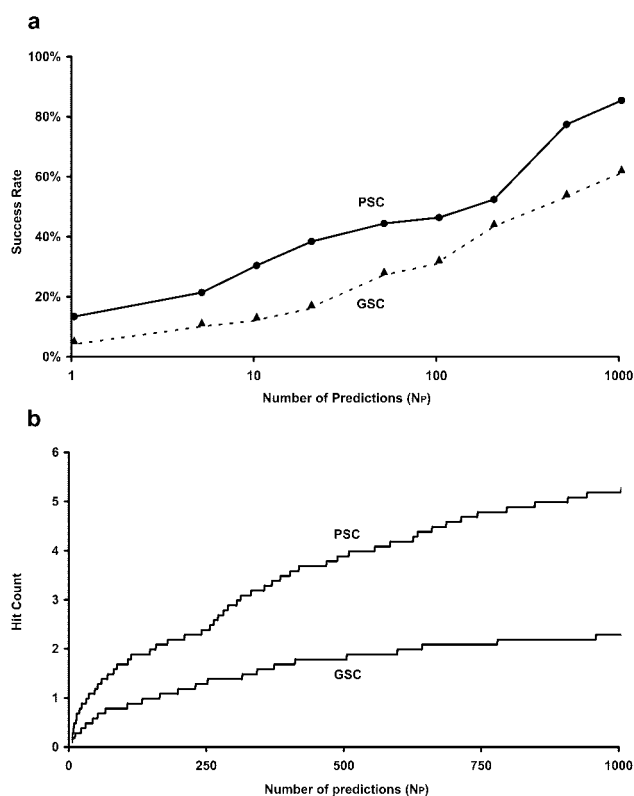 a
100%
80%
60%
40%
20%
0%
Success Rate
PSC
GSC
1
10
100
1000
Number of Predictions (NP)
b
6
5
4
3
2
1
0
Hit Count
PSC
GSC
0
250
500
750
1000
Number of predictions (NP)